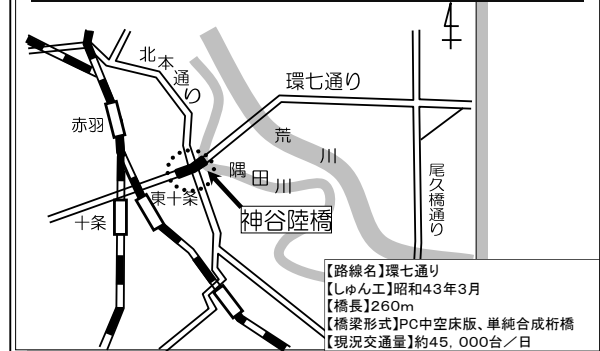 北本通り
環七通り
赤羽
荒川
隅田川
尾久橋通り
東十条
十条
神谷陸橋
【路線名】環七通り
【しゅん工】昭和43年3月
【橋長】260m
【橋梁形式】PC中空床版、単純合成桁橋
【現況交通量】約45,000台／日